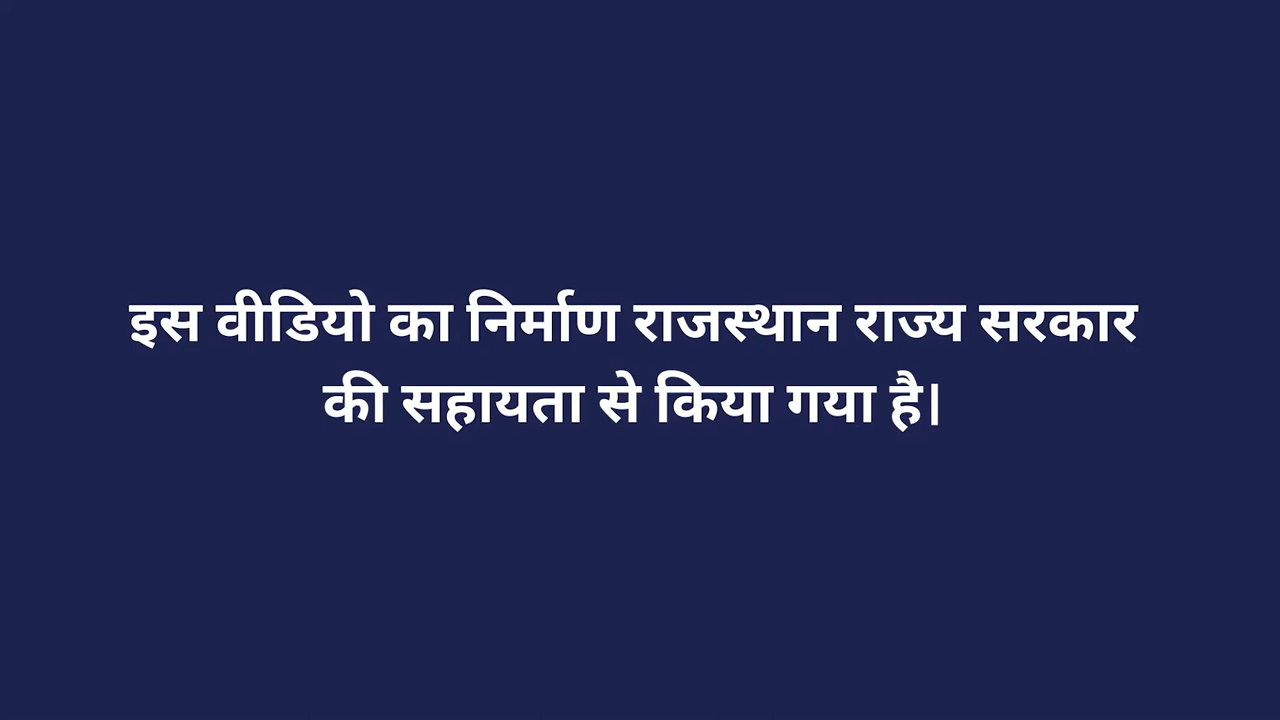 इस वीडियो का निर्माण राजस्थान राज्य सरकार
की सहायता से किया गया है।